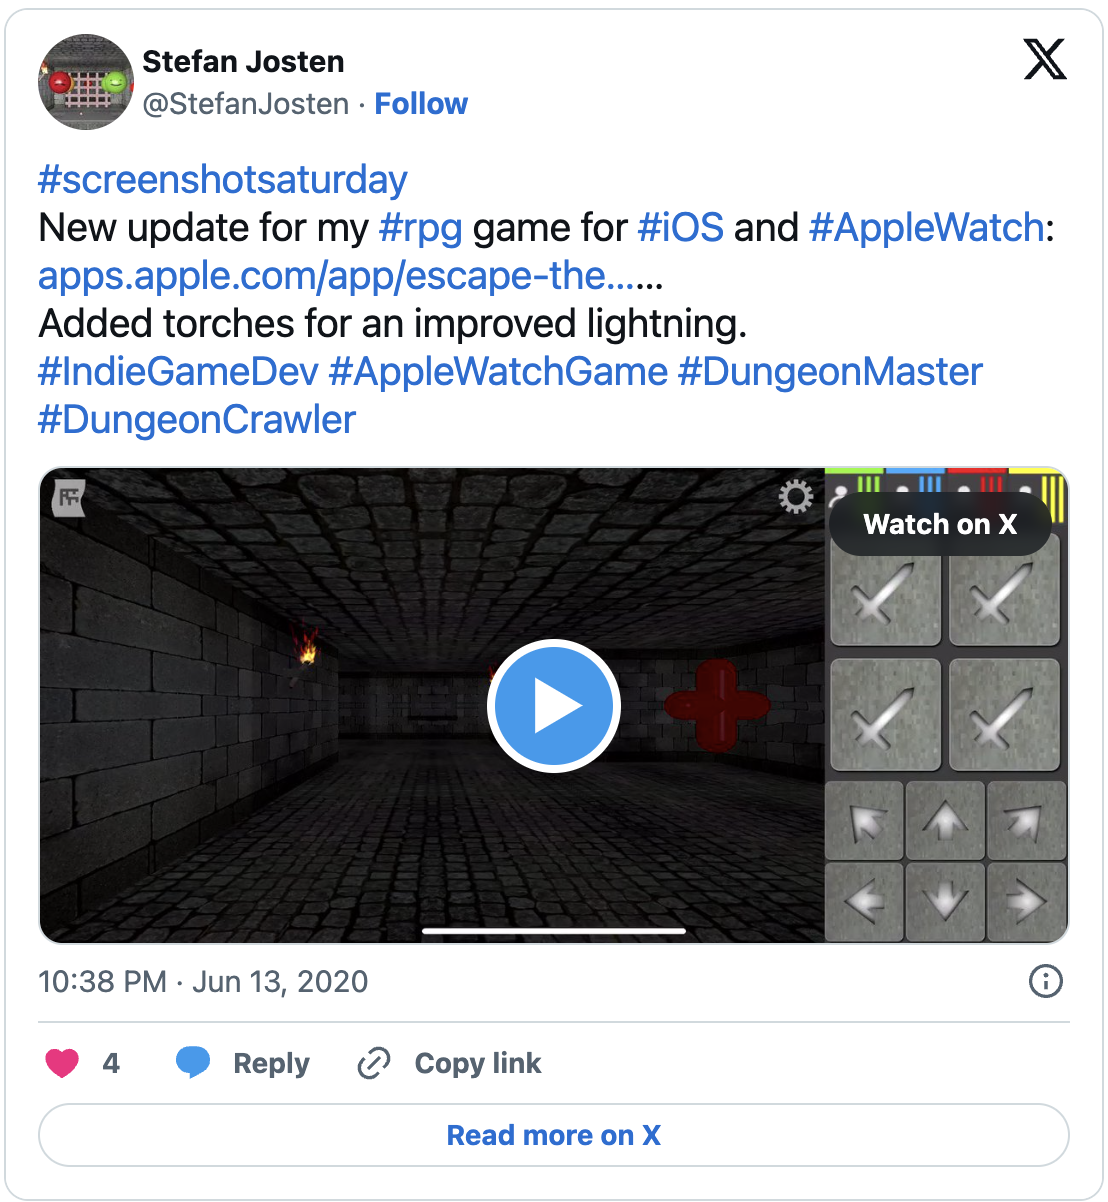 Stefan Josten
@StefanJosten · Follow
#screenshotsaturday
New update for my #rpg game for #iOS and #AppleWatch:
apps.apple.com/app/escape-the……
Added torches for an improved lightning.
#IndieGameDev #AppleWatchGame #DungeonMaster
#DungeonCrawler
Watch on X
10:38 PM · Jun 13, 2020
4 Reply Copy link
Read more on X